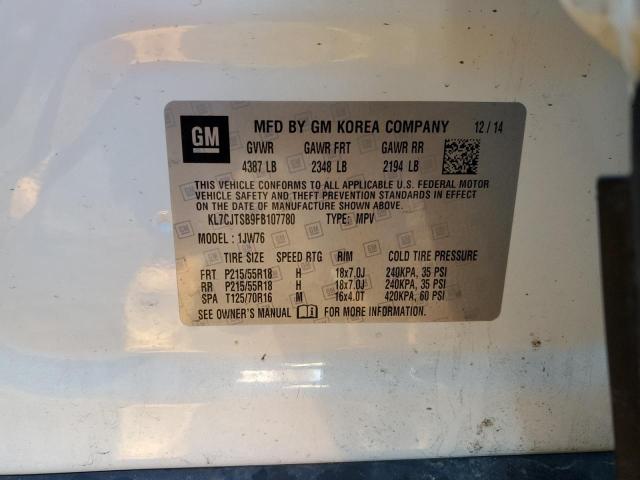 GM
MFD BY GM KOREA COMPANY 12/14
GVWR GAWR FRT GAWR RR
4387 LB 2348 LB 2194 LB
THIS VEHICLE CONFORMS TO ALL APPLICABLE U.S. FEDERAL MOTOR
VEHICLE SAFETY AND THEFT PREVENTION STANDARDS IN EFFECT
ON THE DATE OF MANUFACTURE SHOWN ABOVE.
KL7CJTSB9FB107780 TYPE: MPV
MODEL: 1JW76
TIRE SIZE SPEED RTG RIM COLD TIRE PRESSURE
FRT P215/55R18 H 18x7.0J 240KPA, 35 PSI
RR P215/55R18 H 18x7.0J 240KPA, 35 PSI
SPA T125/70R16 M 16x4.0T 420KPA, 60 PSI
SEE OWNER'S MANUAL FOR MORE INFORMATION.